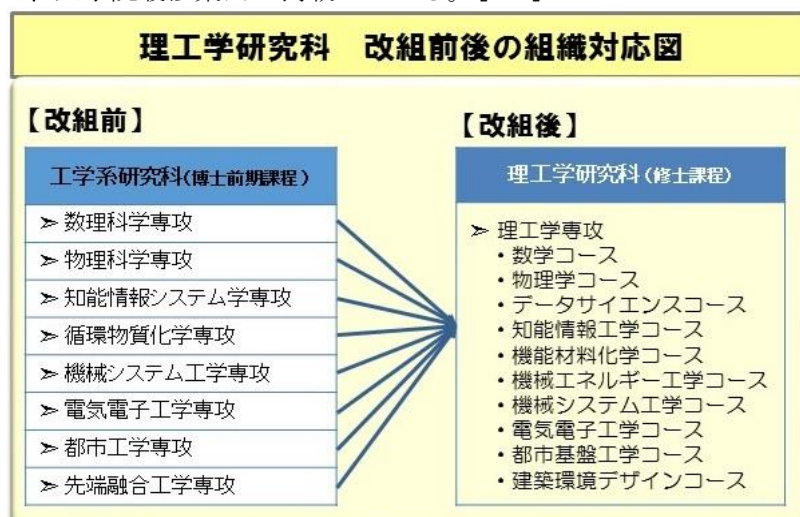 理工学研究科　改組前後の組織対応図
【改組前】
工学系研究科(博士前期課程)
➢ 数理科学専攻
➢ 物理科学専攻
➢ 知能情報システム学専攻
➢ 循環物質化学専攻
➢ 機械システム工学専攻
➢ 電気電子工学専攻
➢ 都市工学専攻
➢ 先端融合工学専攻
【改組後】
理工学研究科(修士課程)
➢ 理工学専攻
・数学コース
・物理学コース
・データサイエンスコース
・知能情報工学コース
・機能材料化学コース
・機械エネルギー工学コース
・機械システム工学コース
・電気電子工学コース
・都市基盤工学コース
・建築環境デザインコース